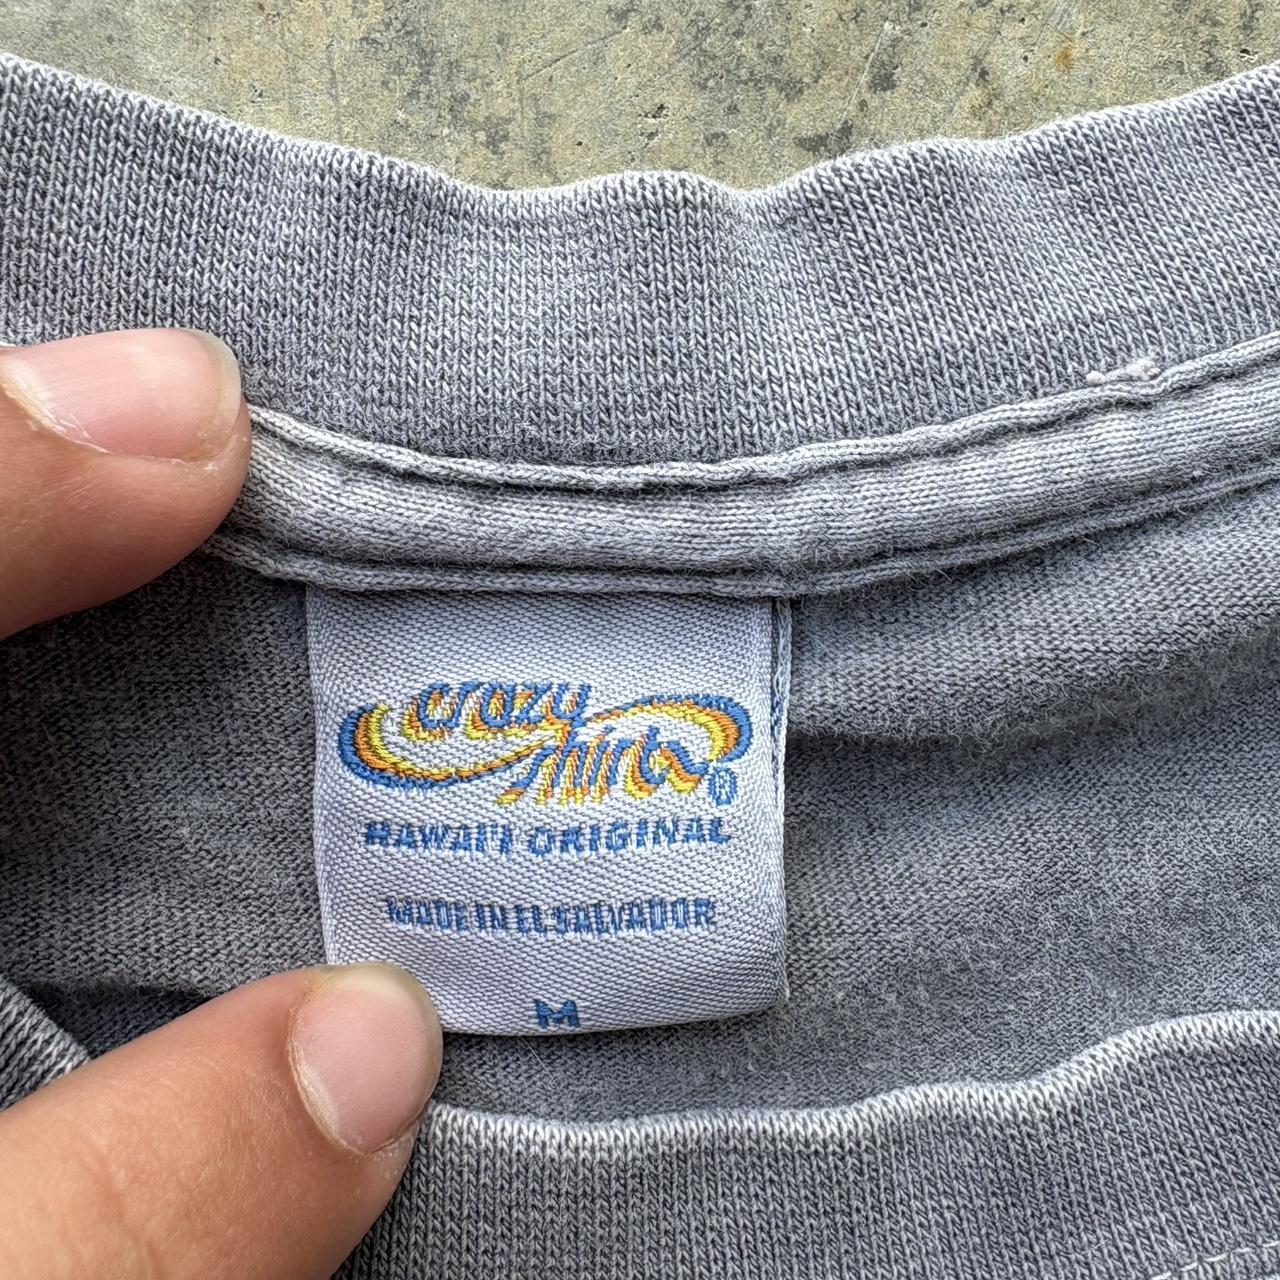 crazy
shirts®
HAWAI'I ORIGINAL
MADE IN EL SALVADOR
M